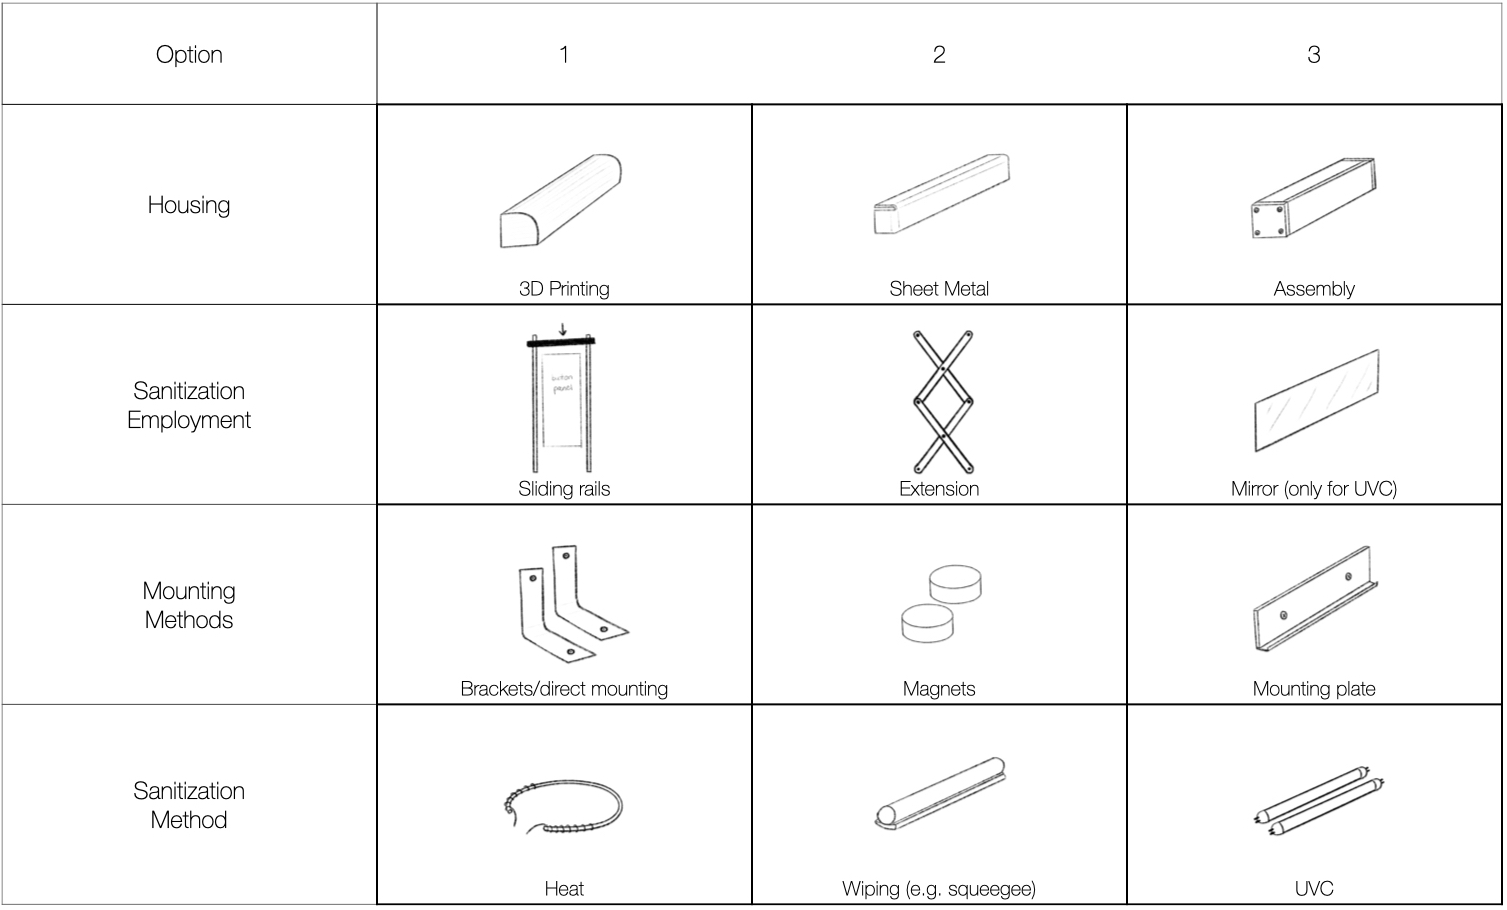 Option
1
2
3
Housing
3D Printing
Sheet Metal
Assembly
Sanitization
Employment
button
panel
Sliding rails
Extension
Mirror (only for UVC)
Mounting
Methods
Brackets/direct mounting
Magnets
Mounting plate
Sanitization
Method
Heat
Wiping (e.g. squeegee)
UVC